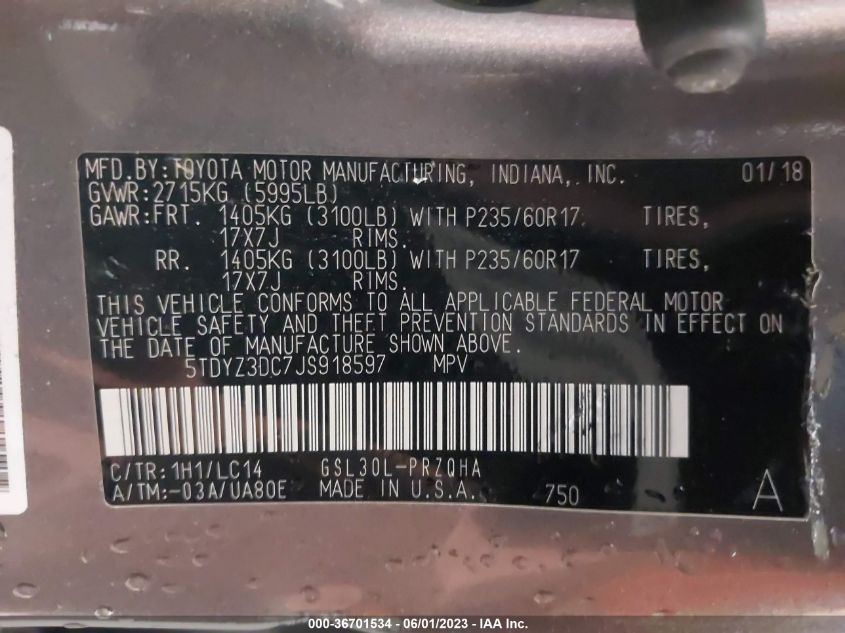 MFD.BY:TOYOTA MOTOR MANUFACTURING, INDIANA, INC. 01/18
GVWR:2715KG (5995LB)
GAWR:FRT. 1405KG (3100LB) WITH P235/60R17 TIRES,
17X7J RIMS.
RR. 1405KG (3100LB) WITH P235/60R17 TIRES,
17X7J RIMS.
THIS VEHICLE CONFORMS TO ALL APPLICABLE FEDERAL MOTOR
VEHICLE SAFETY AND THEFT PREVENTION STANDARDS IN EFFECT ON
THE DATE OF MANUFACTURE SHOWN ABOVE.
5TDYZ3DC7JS918597 MPV
C/TR:1H1/LC14 GSL30L-PRZQHA
A/TM:-03A/UA80E MADE IN U.S.A. 750 A
000-36701534 - 06/01/2023 - IAA Inc.